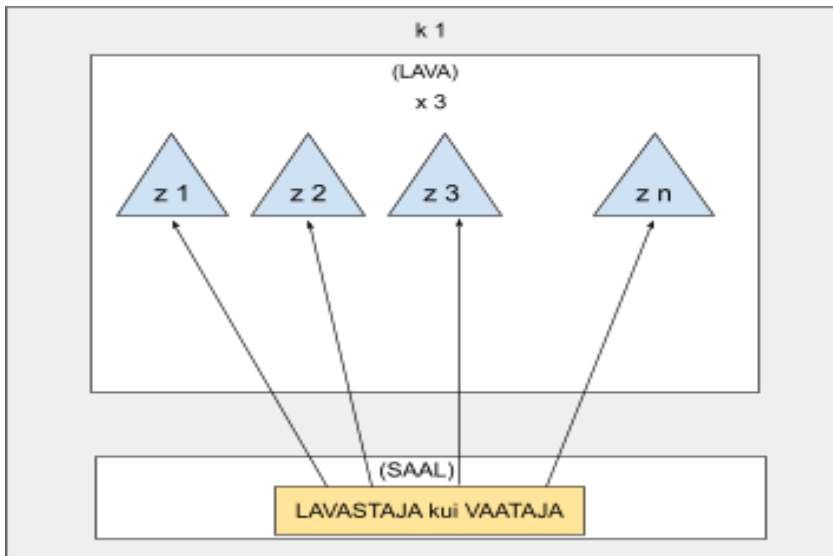 k 1
(LAVA)
x 3
z 1 z 2 z 3 z n
(SAAL)
LAVASTAJA kui VAATAJA